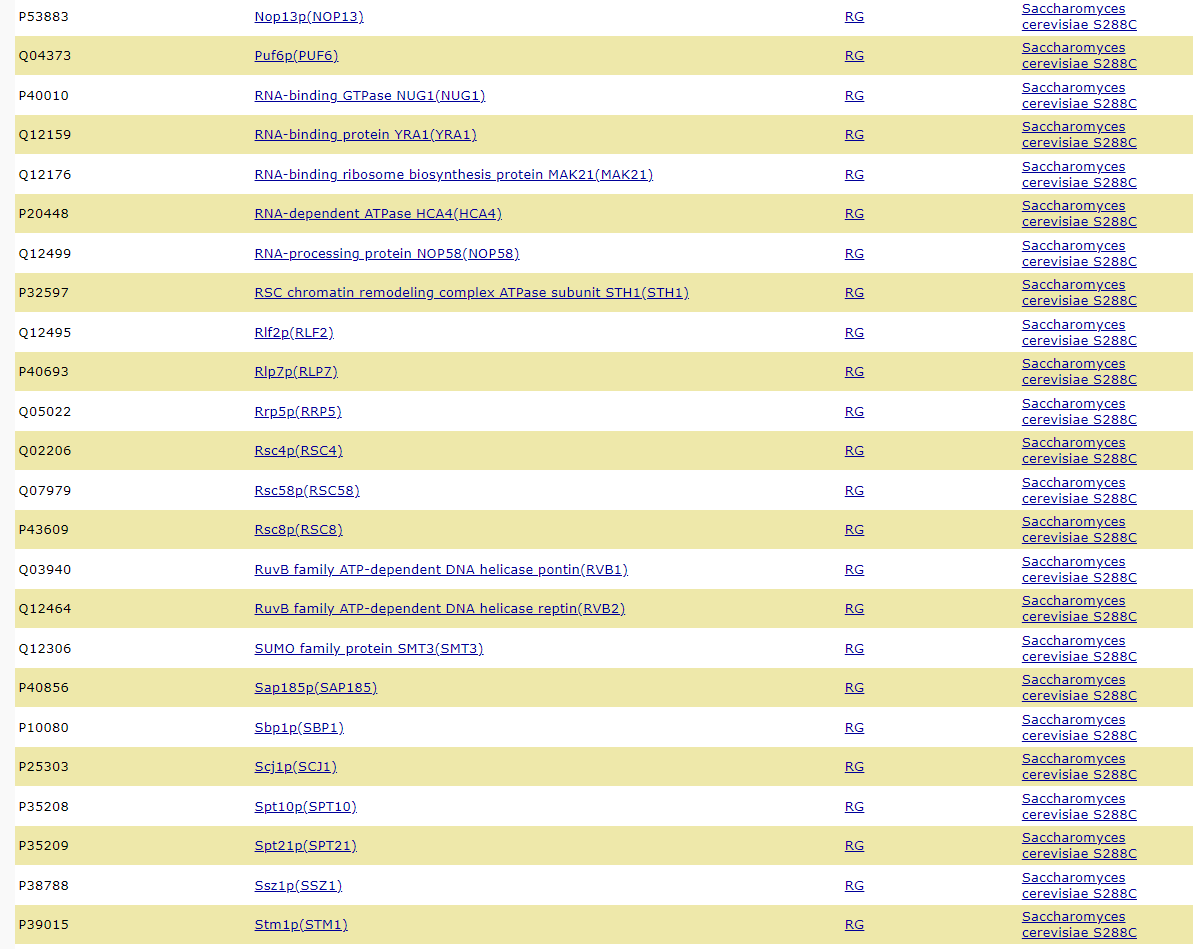 P53883 Nop13p(NOP13) RG Saccharomyces
cerevisiae S288C
Q04373 Puf6p(PUF6) RG Saccharomyces
cerevisiae S288C
P40010 RNA-binding GTPase NUG1(NUG1) RG Saccharomyces
cerevisiae S288C
Q12159 RNA-binding protein YRA1(YRA1) RG Saccharomyces
cerevisiae S288C
Q12176 RNA-binding ribosome biosynthesis protein MAK21(MAK21) RG Saccharomyces
cerevisiae S288C
P20448 RNA-dependent ATPase HCA4(HCA4) RG Saccharomyces
cerevisiae S288C
Q12499 RNA-processing protein NOP58(NOP58) RG Saccharomyces
cerevisiae S288C
P32597 RSC chromatin remodeling complex ATPase subunit STH1(STH1) RG Saccharomyces
cerevisiae S288C
Q12495 Rlf2p(RLF2) RG Saccharomyces
cerevisiae S288C
P40693 Rlp7p(RLP7) RG Saccharomyces
cerevisiae S288C
Q05022 Rrp5p(RRP5) RG Saccharomyces
cerevisiae S288C
Q02206 Rsc4p(RSC4) RG Saccharomyces
cerevisiae S288C
Q07979 Rsc58p(RSC58) RG Saccharomyces
cerevisiae S288C
P43609 Rsc8p(RSC8) RG Saccharomyces
cerevisiae S288C
Q03940 RuvB family ATP-dependent DNA helicase pontin(RVB1) RG Saccharomyces
cerevisiae S288C
Q12464 RuvB family ATP-dependent DNA helicase reptin(RVB2) RG Saccharomyces
cerevisiae S288C
Q12306 SUMO family protein SMT3(SMT3) RG Saccharomyces
cerevisiae S288C
P40856 Sap185p(SAP185) RG Saccharomyces
cerevisiae S288C
P10080 Sbp1p(SBP1) RG Saccharomyces
cerevisiae S288C
P25303 Scj1p(SCJ1) RG Saccharomyces
cerevisiae S288C
P35208 Spt10p(SPT10) RG Saccharomyces
cerevisiae S288C
P35209 Spt21p(SPT21) RG Saccharomyces
cerevisiae S288C
P38788 Ssz1p(SSZ1) RG Saccharomyces
cerevisiae S288C
P39015 Stm1p(STM1) RG Saccharomyces
cerevisiae S288C